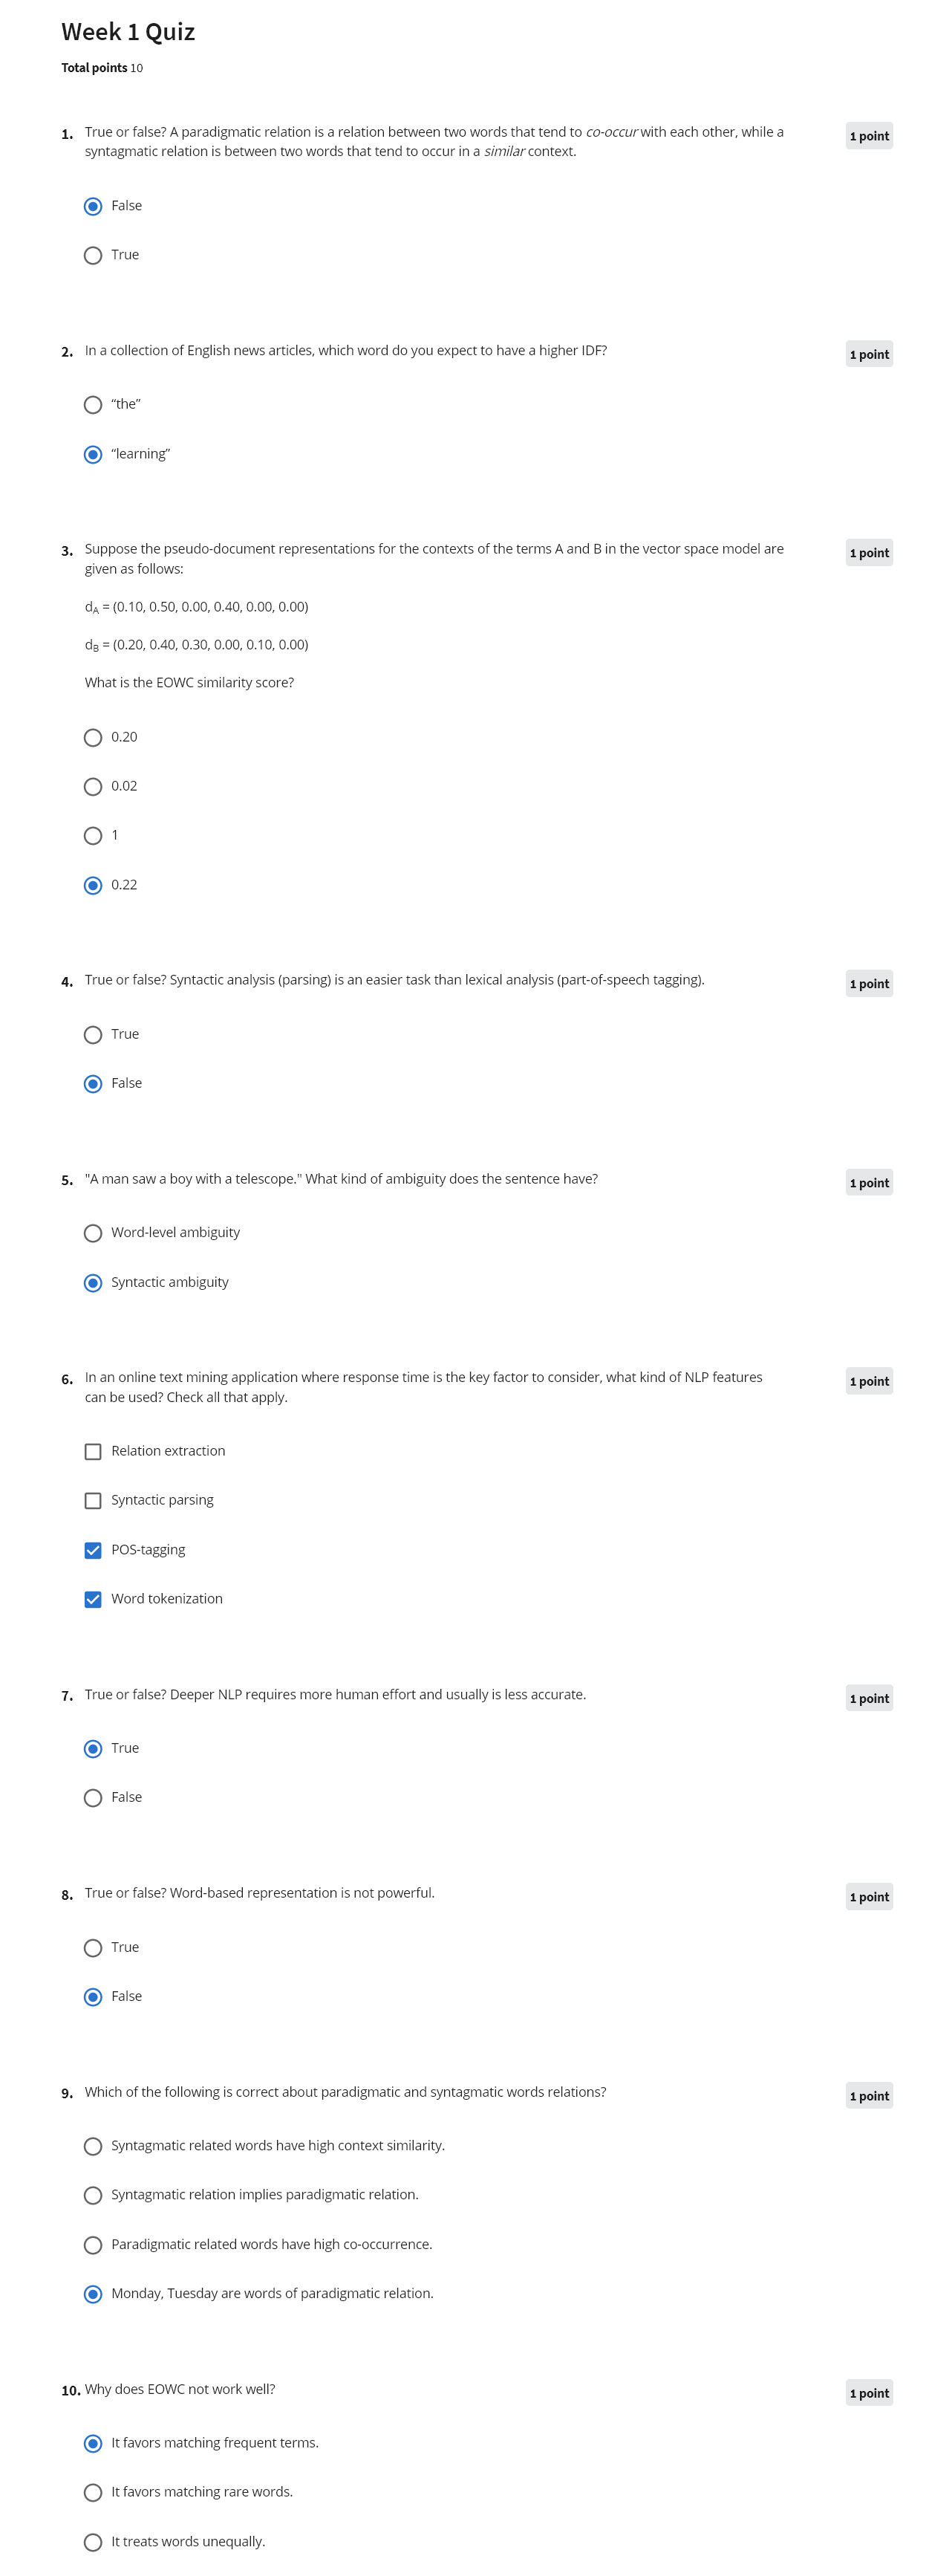 Week 1 Quiz
Total points 10
1. True or false? A paradigmatic relation is a relation between two words that tend to co-occur with each other, while a
syntagmatic relation is between two words that tend to occur in a similar context.
1 point
False
True
2. In a collection of English news articles, which word do you expect to have a higher IDF?
1 point
“the”
“learning”
3. Suppose the pseudo-document representations for the contexts of the terms A and B in the vector space model are
given as follows:
1 point
dA = (0.10, 0.50, 0.00, 0.40, 0.00, 0.00)
dB = (0.20, 0.40, 0.30, 0.00, 0.10, 0.00)
What is the EOWC similarity score?
0.20
0.02
1
0.22
4. True or false? Syntactic analysis (parsing) is an easier task than lexical analysis (part-of-speech tagging).
1 point
True
False
5. "A man saw a boy with a telescope." What kind of ambiguity does the sentence have?
1 point
Word-level ambiguity
Syntactic ambiguity
6. In an online text mining application where response time is the key factor to consider, what kind of NLP features
can be used? Check all that apply.
1 point
Relation extraction
Syntactic parsing
POS-tagging
Word tokenization
7. True or false? Deeper NLP requires more human effort and usually is less accurate.
1 point
True
False
8. True or false? Word-based representation is not powerful.
1 point
True
False
9. Which of the following is correct about paradigmatic and syntagmatic words relations?
1 point
Syntagmatic related words have high context similarity.
Syntagmatic relation implies paradigmatic relation.
Paradigmatic related words have high co-occurrence.
Monday, Tuesday are words of paradigmatic relation.
10. Why does EOWC not work well?
1 point
It favors matching frequent terms.
It favors matching rare words.
It treats words unequally.